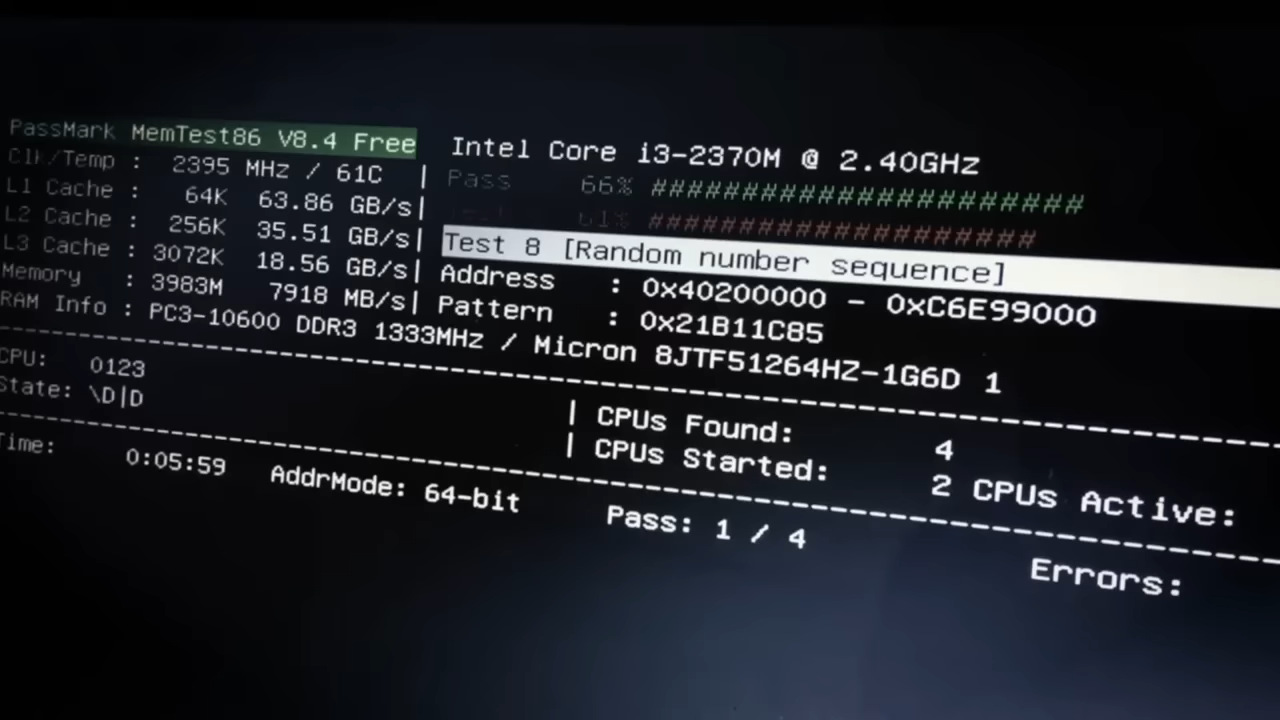 PassMark MemTest86 V8.4 Free
Intel Core i3-2370M @ 2.40GHz
Clk/Temp : 2395 MHz / 61C |
Pass 66% ########################
L1 Cache : 64K 63.86 GB/s|
61% #####################
L2 Cache : 256K 35.51 GB/s|
Test 8 [Random number sequence]
L3 Cache : 3072K 18.56 GB/s|
Address : 0x40200000 - 0xC6E99000
Memory : 3983M 7918 MB/s|
Pattern : 0x21B11C85
RAM Info : PC3-10600 DDR3 1333MHz / Micron 8JTF51264HZ-1G6D 1
CPU: 0123
| CPUs Found: 4
State: \D|D
| CPUs Started: 2 CPUs Active:
Time: 0:05:59 AddrMode: 64-bit Pass: 1 / 4 Errors: